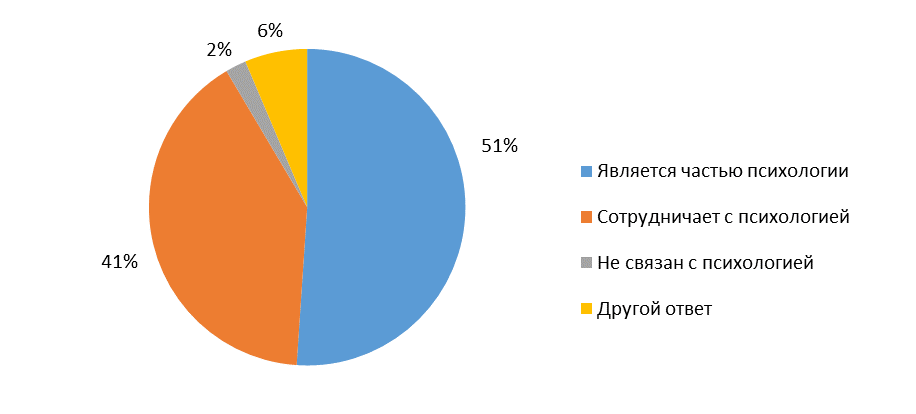 6%
2%
51%
41%
Является частью психологии
Сотрудничает с психологией
Не связан с психологией
Другой ответ